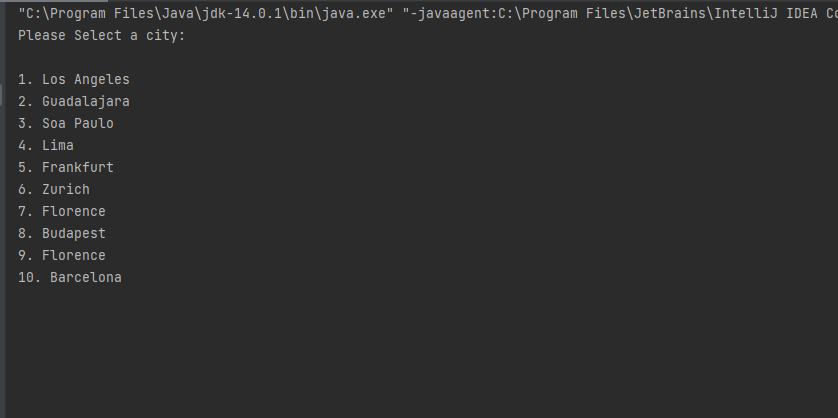 "C:\Program Files\Java\jdk-14.0.1\bin\java.exe" "-javaagent:C:\Program Files\JetBrains\IntelliJ IDEA Co
Please Select a city:
1. Los Angeles
2. Guadalajara
3. Soa Paulo
4. Lima
5. Frankfurt
6. Zurich
7. Florence
8. Budapest
9. Florence
10. Barcelona